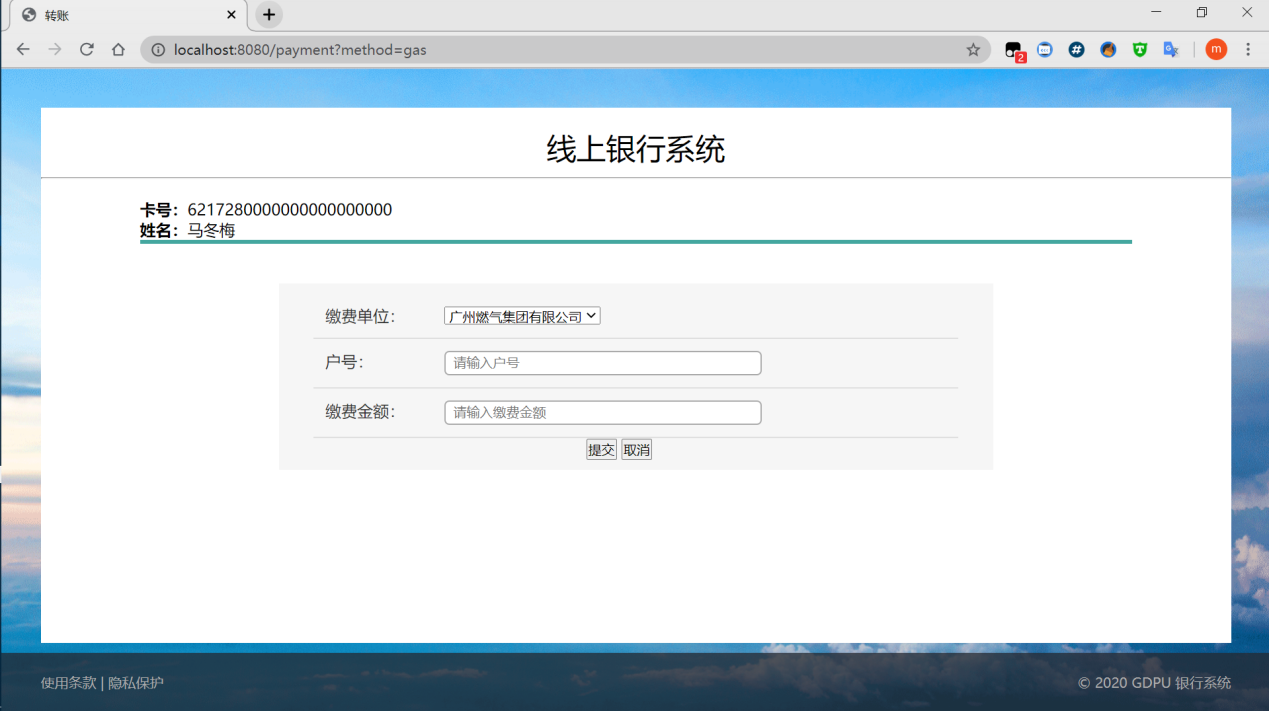 转账
localhost:8080/payment?method=gas
2
m
线上银行系统
卡号：6217280000000000000000
姓名：马冬梅
缴费单位： 广州燃气集团有限公司
户号： 请输入户号
缴费金额： 请输入缴费金额
提交 取消
使用条款 | 隐私保护
© 2020 GDPU 银行系统